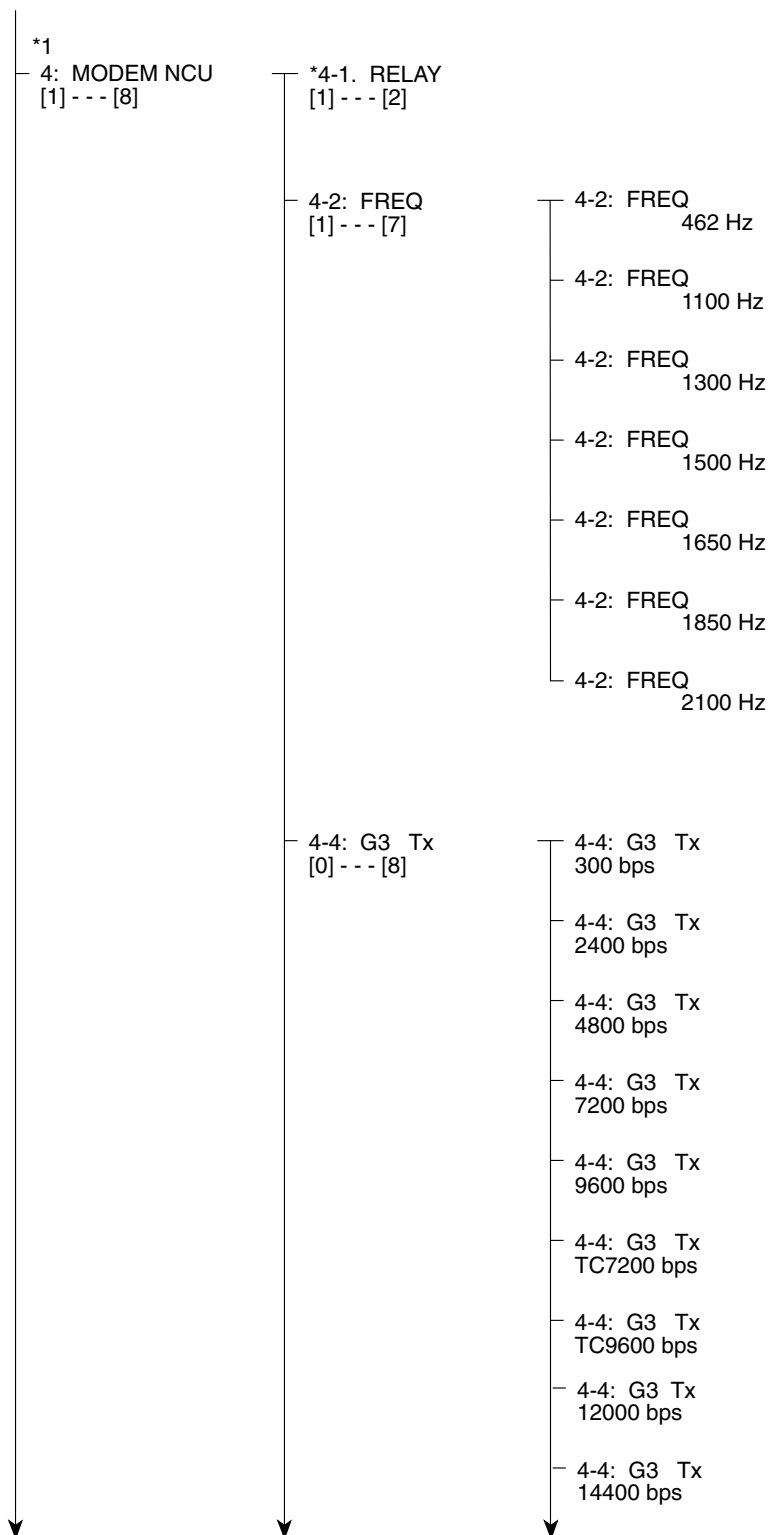 *1
4: MODEM NCU
[1] - - - [8]
*4-1. RELAY
[1] - - - [2]
4-2: FREQ
[1] - - - [7]
4-2: FREQ
462 Hz
4-2: FREQ
1100 Hz
4-2: FREQ
1300 Hz
4-2: FREQ
1500 Hz
4-2: FREQ
1650 Hz
4-2: FREQ
1850 Hz
4-2: FREQ
2100 Hz
4-4: G3 Tx
[0] - - - [8]
4-4: G3 Tx
300 bps
4-4: G3 Tx
2400 bps
4-4: G3 Tx
4800 bps
4-4: G3 Tx
7200 bps
4-4: G3 Tx
9600 bps
4-4: G3 Tx
TC7200 bps
4-4: G3 Tx
TC9600 bps
4-4: G3 Tx
12000 bps
4-4: G3 Tx
14400 bps